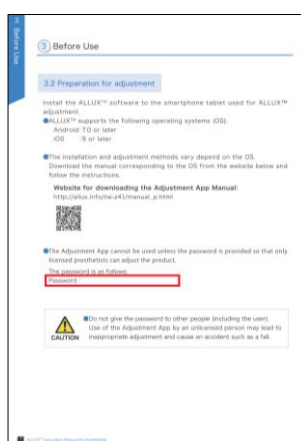 3 Before Use
3 Before Use
3.2 Preparation for adjustment
Install the ALLUX™ software to the smartphone tablet used for ALLUX™
adjustment.
●ALLUX™ supports the following operating systems (OS).
Android: 7.0 or later
iOS : 9 or later
●The installation and adjustment methods vary depend on the OS.
Download the manual corresponding to the OS from the website below and
follow the instructions.
Website for downloading the Adjustment App Manual:
http://allux.info/ne-z41/manual_p.html
●The Adjustment App cannot be used unless the password is provided so that only
licensed prosthetists can adjust the product.
The password is as follows:
Password
CAUTION
■Do not give the password to other people (including the user).
Use of the Adjustment App by an unlicensed person may lead to
inappropriate adjustment and cause an accident such as a fall.